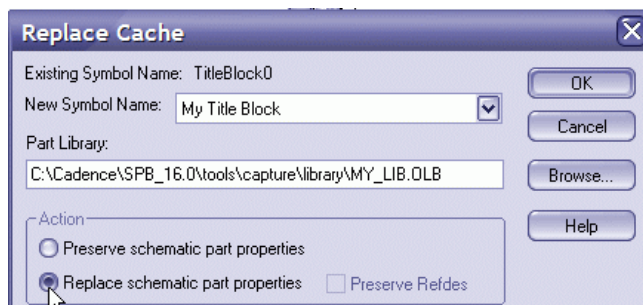 Replace Cache
Existing Symbol Name: TitleBlock0
OK
New Symbol Name: My Title Block
Cancel
Part Library:
C:\Cadence\SPB_16.0\tools\capture\library\MY_LIB.OLB
Browse...
Action
Help
Preserve schematic part properties
Replace schematic part properties Preserve Refdes